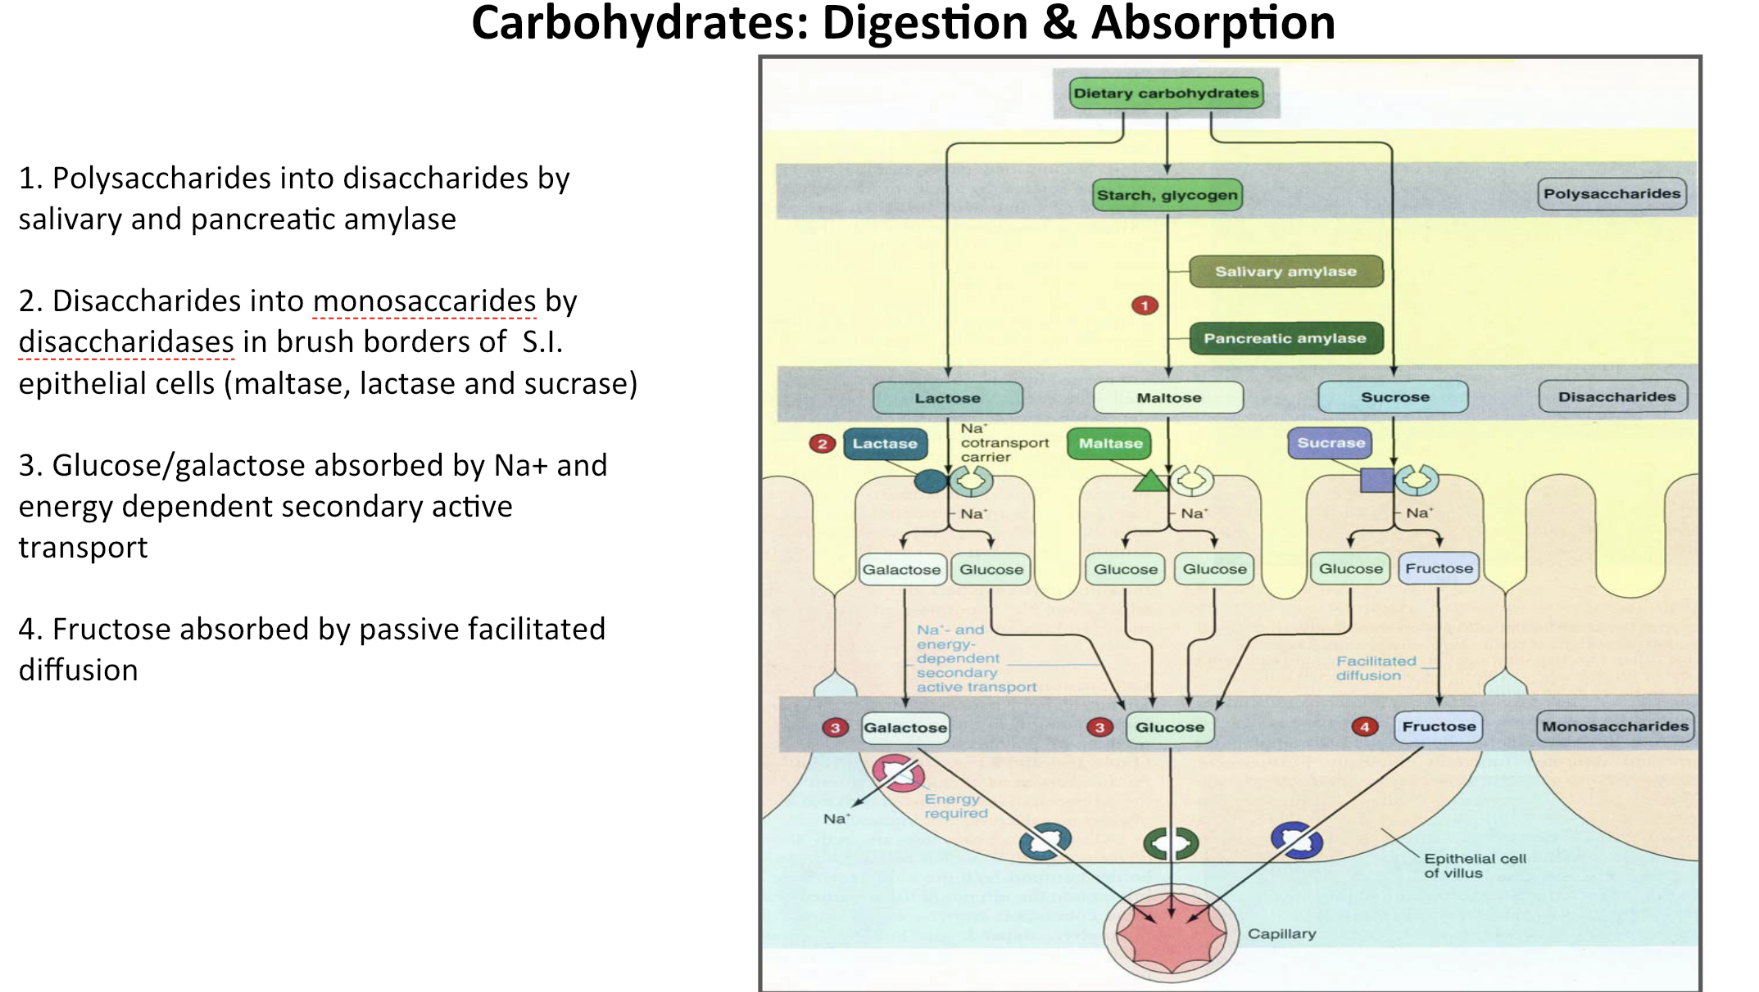 Carbohydrates: Digestion & Absorption
1. Polysaccharides into disaccharides by
salivary and pancreatic amylase
2. Disaccharides into monosaccarides by
disaccharidases in brush borders of  S.I.
epithelial cells (maltase, lactase and sucrase)
3. Glucose/galactose absorbed by Na+ and
energy dependent secondary active
transport
4. Fructose absorbed by passive facilitated
diffusion
Dietary carbohydrates
Starch, glycogen
Polysaccharides
Salivary amylase
1
Pancreatic amylase
Lactose
Maltose
Sucrose
Disaccharides
2
Lactase
Na⁺
cotransport
carrier
Maltase
Sucrase
Na⁺
Na⁺
Na⁺
Galactose
Glucose
Glucose
Glucose
Glucose
Fructose
Na⁺- and
energy-
dependent
secondary
active transport
Facilitated
diffusion
3
Galactose
3
Glucose
4
Fructose
Monosaccharides
Na⁺
Energy
required
Epithelial cell
of villus
Capillary